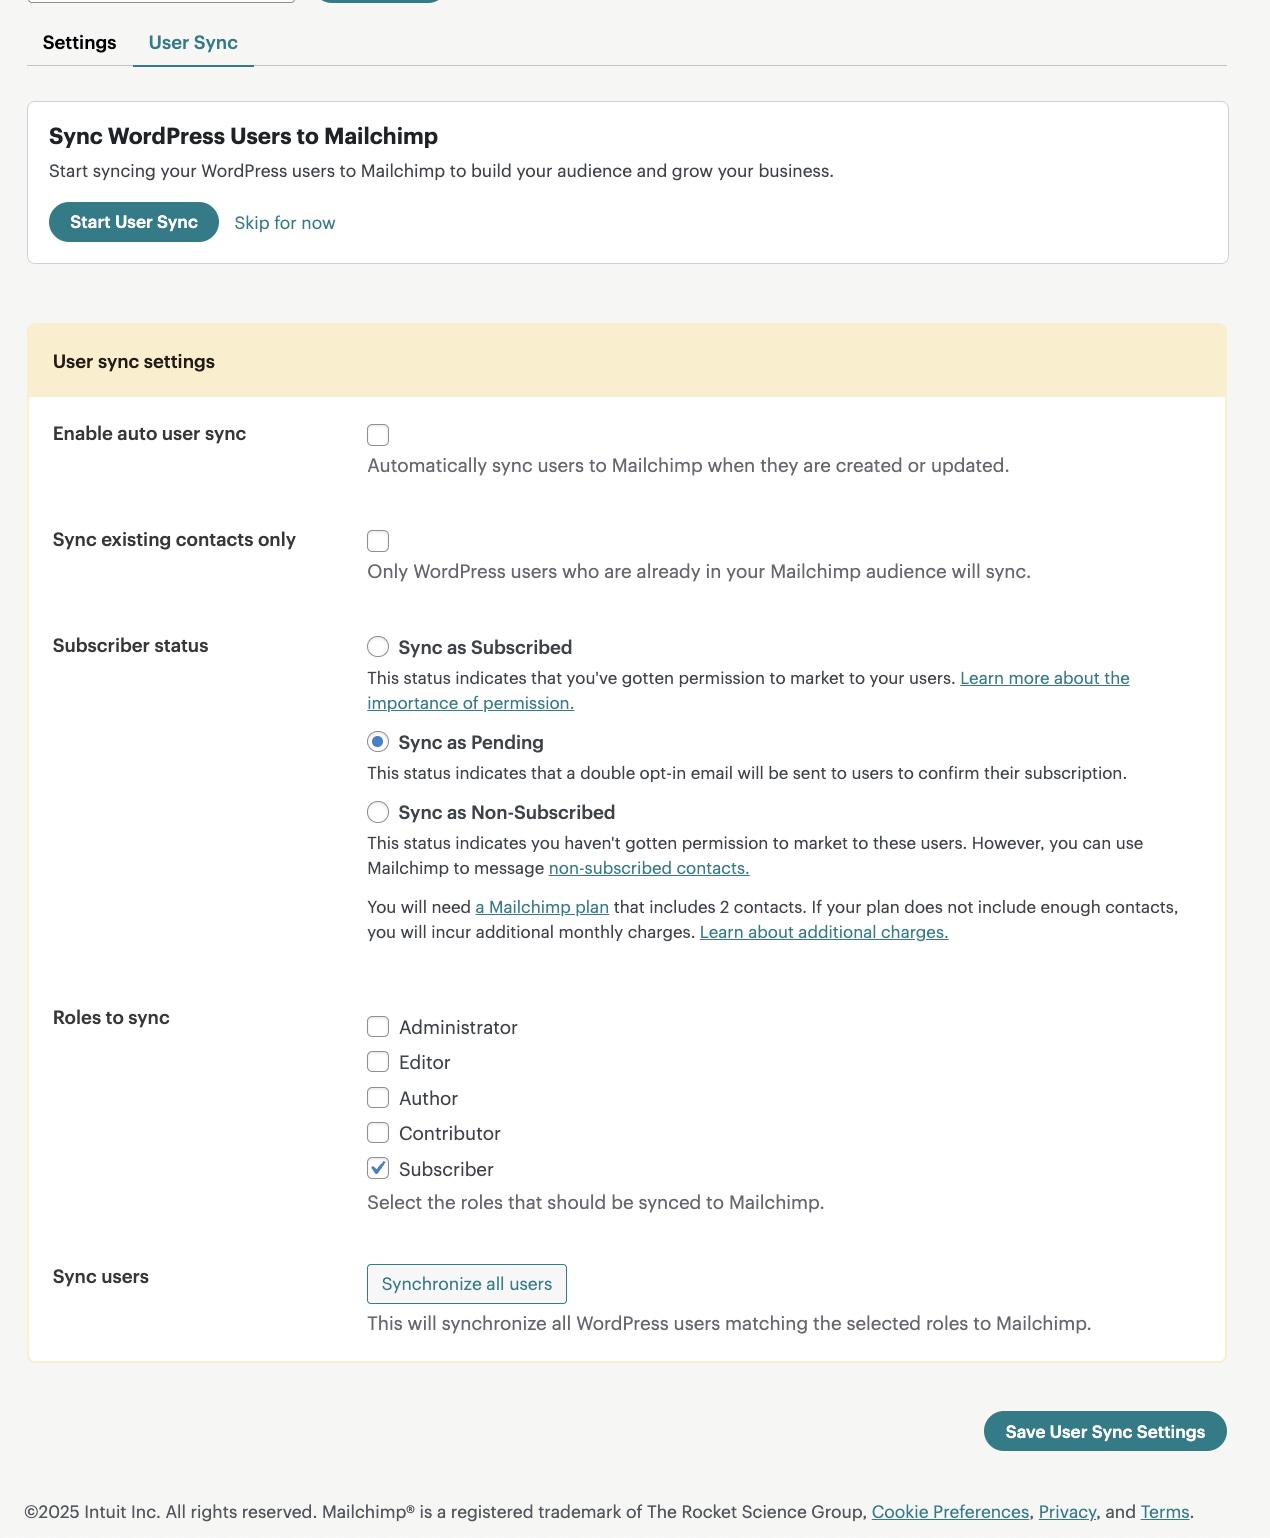 Settings
User Sync
Sync WordPress Users to Mailchimp
Start syncing your WordPress users to Mailchimp to build your audience and grow your business.
Start User Sync
Skip for now
User sync settings
Enable auto user sync
Automatically sync users to Mailchimp when they are created or updated.
Sync existing contacts only
Only WordPress users who are already in your Mailchimp audience will sync.
Subscriber status
Sync as Subscribed
This status indicates that you've gotten permission to market to your users. Learn more about the
importance of permission.
Sync as Pending
This status indicates that a double opt-in email will be sent to users to confirm their subscription.
Sync as Non-Subscribed
This status indicates you haven't gotten permission to market to these users. However, you can use
Mailchimp to message non-subscribed contacts.
You will need a Mailchimp plan that includes 2 contacts. If your plan does not include enough contacts,
you will incur additional monthly charges. Learn about additional charges.
Roles to sync
Administrator
Editor
Author
Contributor
Subscriber
Select the roles that should be synced to Mailchimp.
Sync users
Synchronize all users
This will synchronize all WordPress users matching the selected roles to Mailchimp.
Save User Sync Settings
©2025 Intuit Inc. All rights reserved. Mailchimp® is a registered trademark of The Rocket Science Group, Cookie Preferences, Privacy, and Terms.